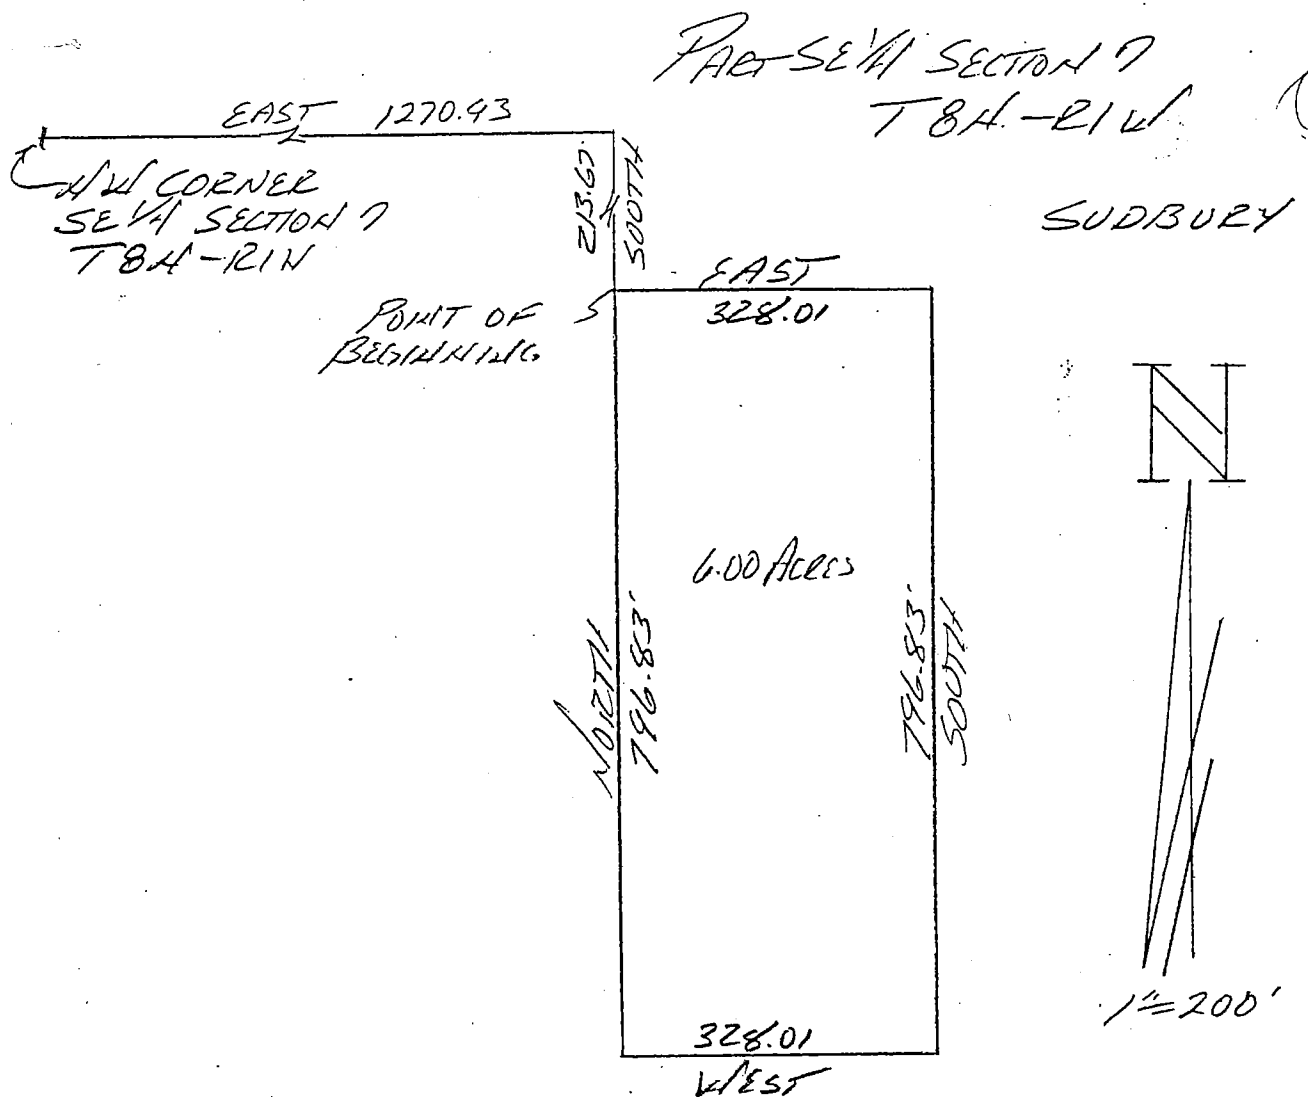 PART SE 1/4 SECTION 7
T8N.-R1W
EAST 1270.93
NW CORNER
SE 1/4 SECTION 7
T8N-R1W
213.67'
SOUTH
SUDBURY
POINT OF
BEGINNING
EAST
328.01
N
6.00 ACRES
NORTH
796.83'
796.83'
SOUTH
1"=200'
328.01
WEST